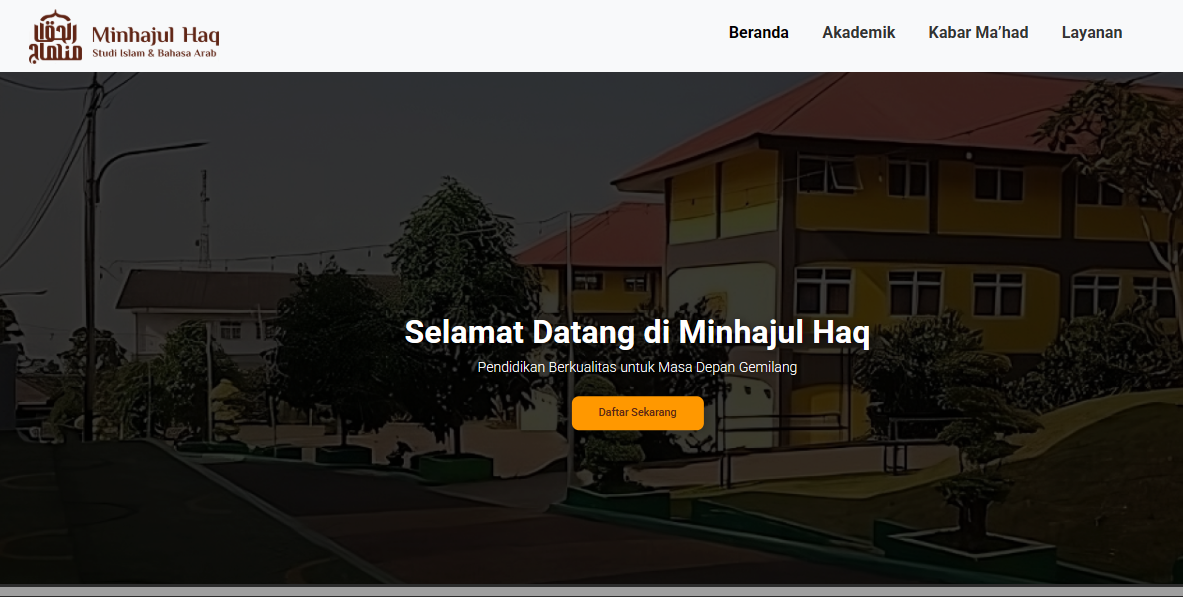 الحق
منهاج
Minhajul Haq
Studi Islam & Bahasa Arab
Beranda
Akademik
Kabar Ma’had
Layanan
Selamat Datang di Minhajul Haq
Pendidikan Berkualitas untuk Masa Depan Gemilang
Daftar Sekarang